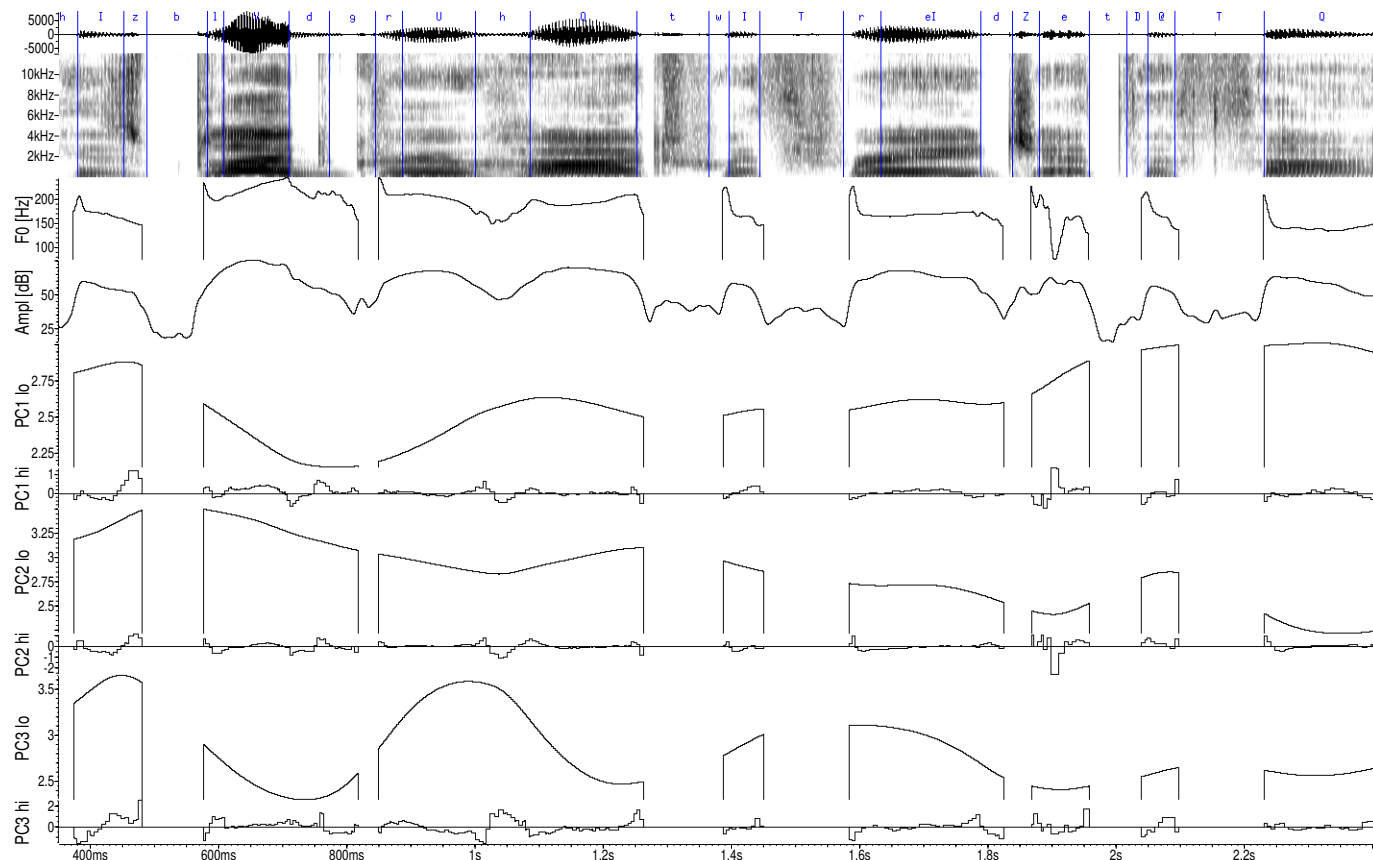 h I z b l d g r U h Q t w I T r eI d Z e t D @ T Q
5000
0
-5000
10kHz
8kHz
6kHz
4kHz
2kHz
F0 [Hz]
200
150
100
Ampl [dB]
50
25
PC1 lo
2.75
2.5
2.25
PC1 hi
1
0
PC2 lo
3.25
3
2.75
2.5
PC2 hi
0
-1
-2
PC3 lo
3.5
3
2.5
PC3 hi
2
0
400ms 600ms 800ms 1s 1.2s 1.4s 1.6s 1.8s 2s 2.2s